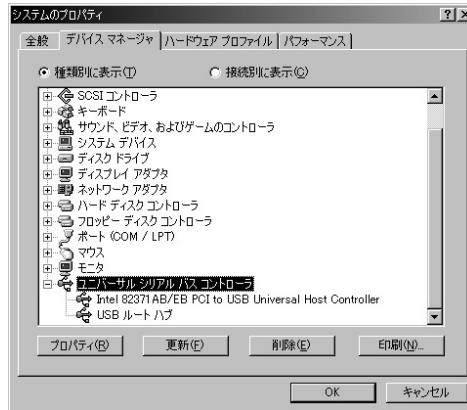 システムのプロパティ
全般 デバイス マネージャ ハードウェア プロファイル パフォーマンス
種類別に表示(T) 接続別に表示(C)
SCSI コントローラ
キーボード
サウンド、ビデオ、およびゲームのコントローラ
システム デバイス
ディスク ドライブ
ディスプレイ アダプタ
ネットワーク アダプタ
ハード ディスク コントローラ
フロッピー ディスク コントローラ
ポート (COM / LPT)
マウス
モニタ
ユニバーサル シリアル バス コントローラ
Intel 82371AB/EB PCI to USB Universal Host Controller
USB ルート ハブ
プロパティ(R) 更新(F) 削除(E) 印刷(N)...
OK キャンセル